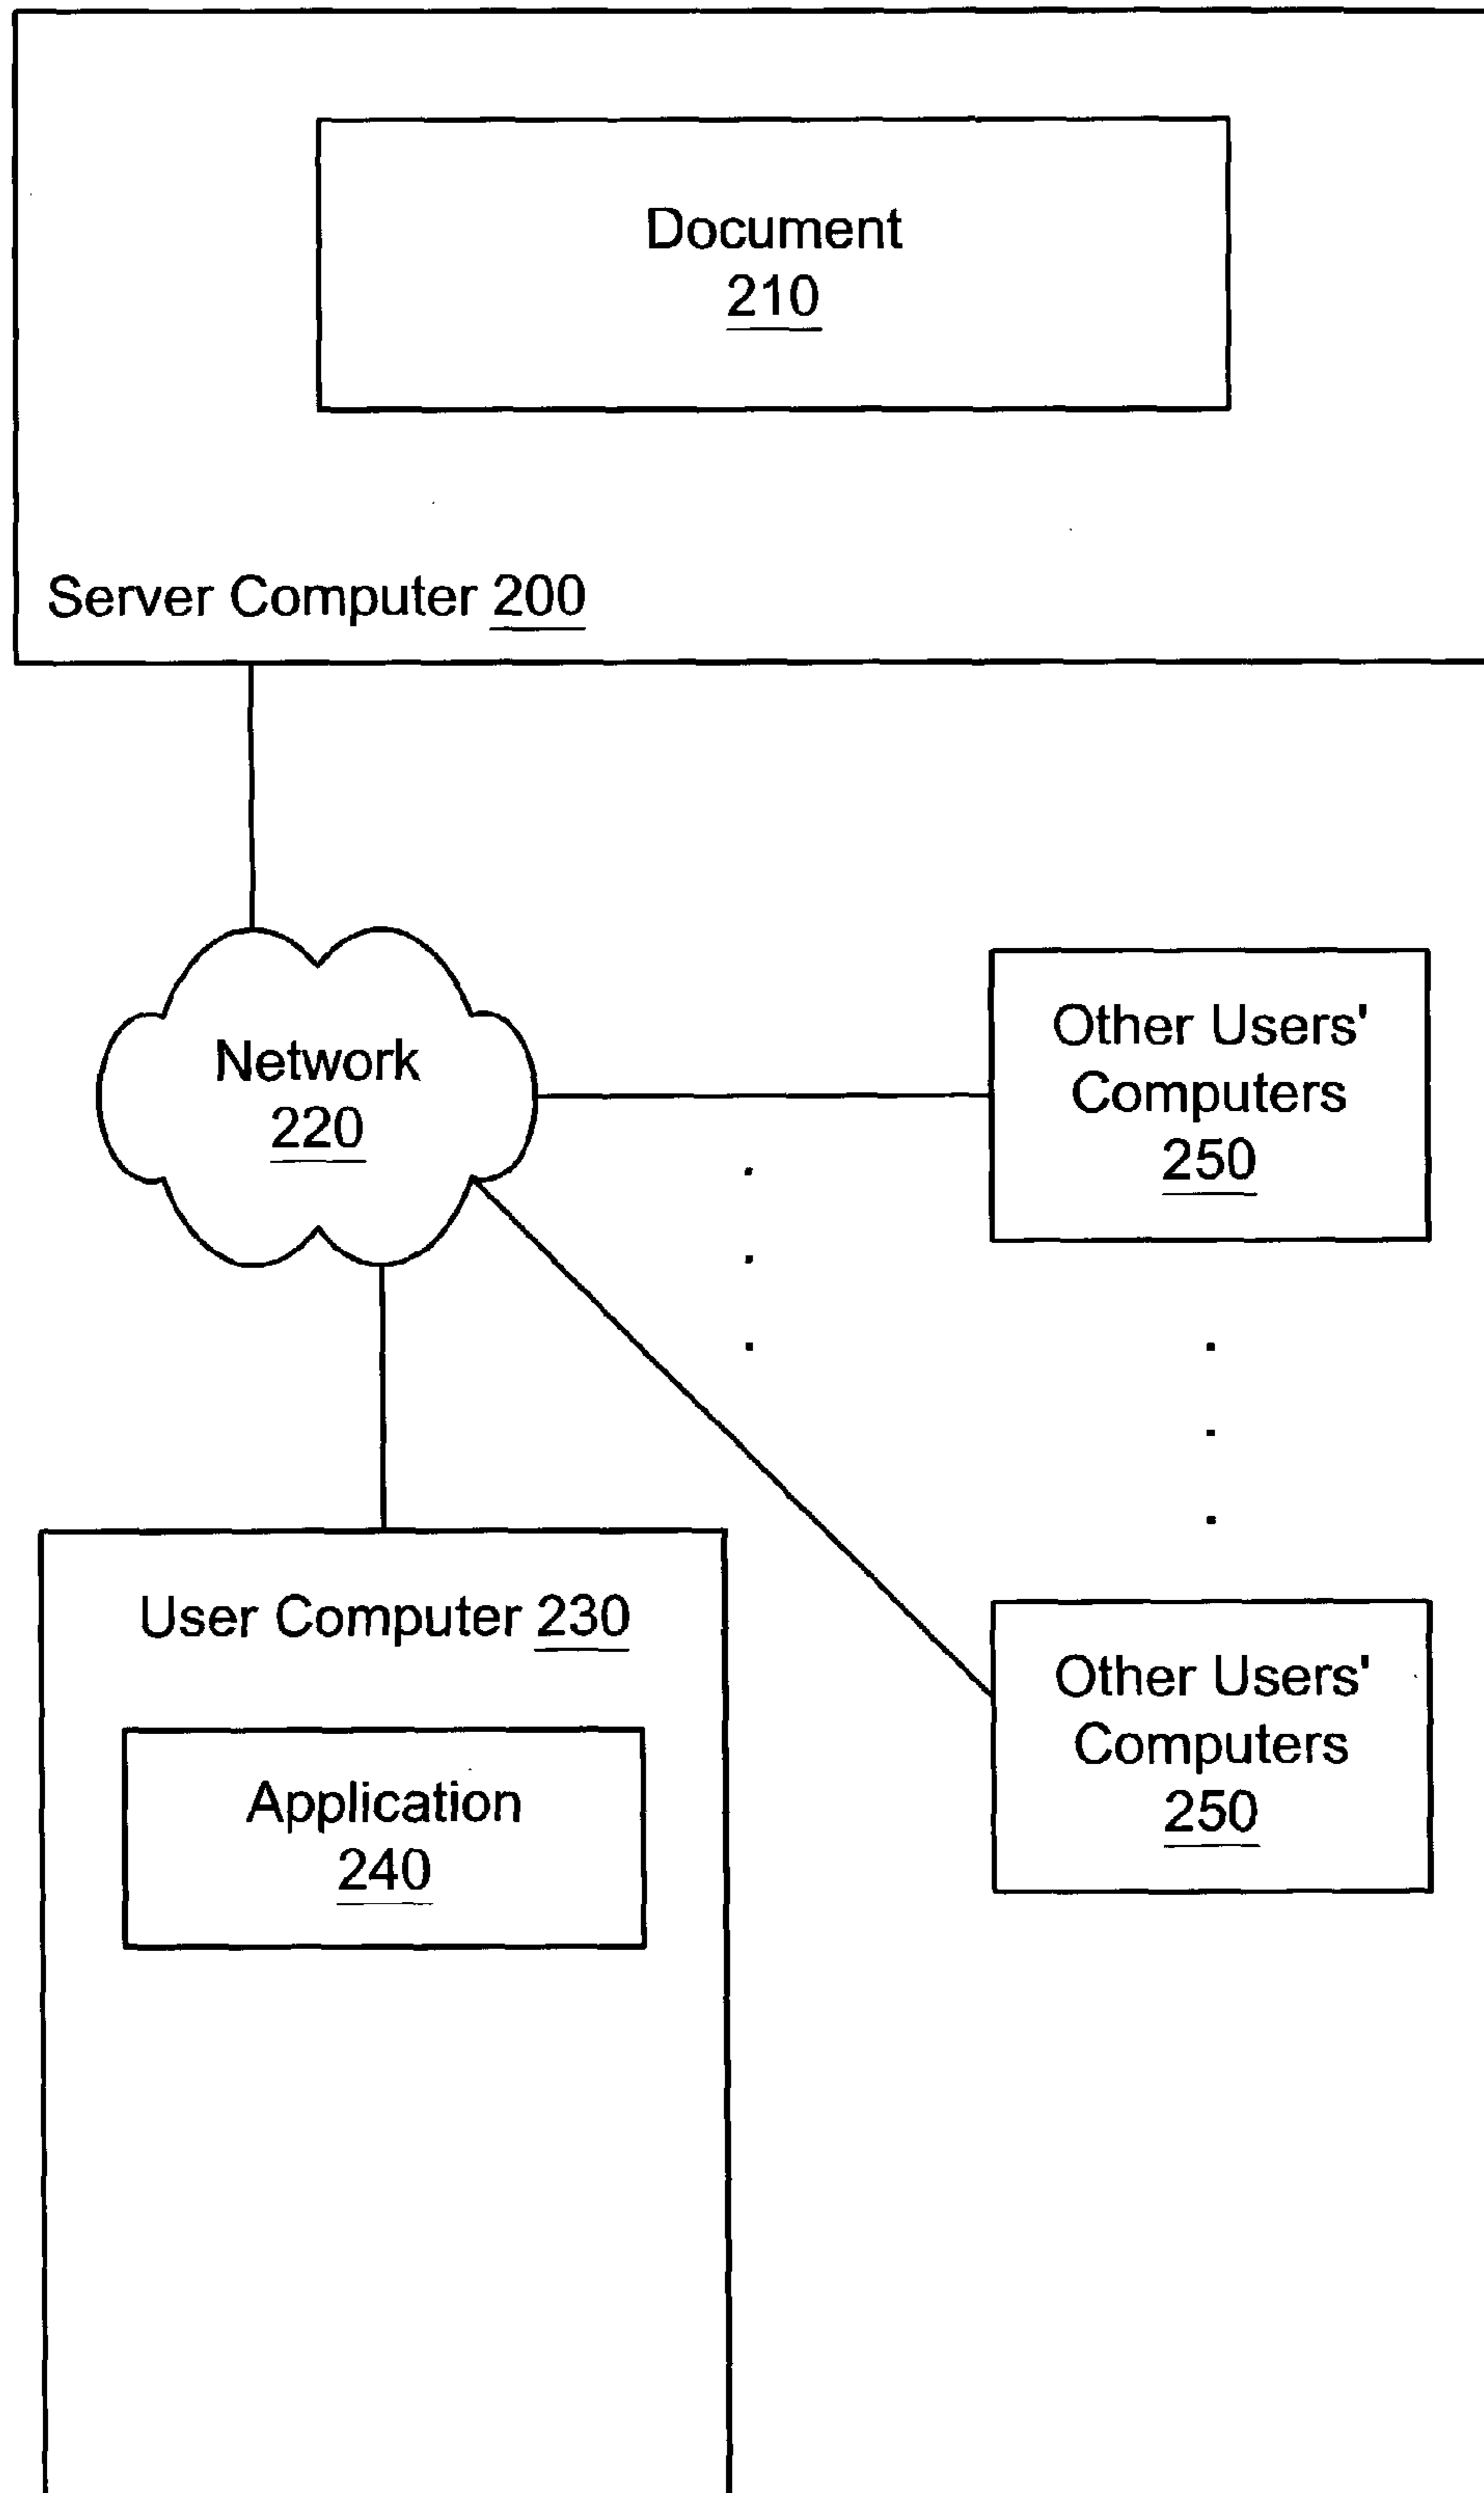 Document
210
Server Computer 200
Network
220
Other Users'
Computers
250
User Computer 230
Application
240
Other Users'
Computers
250